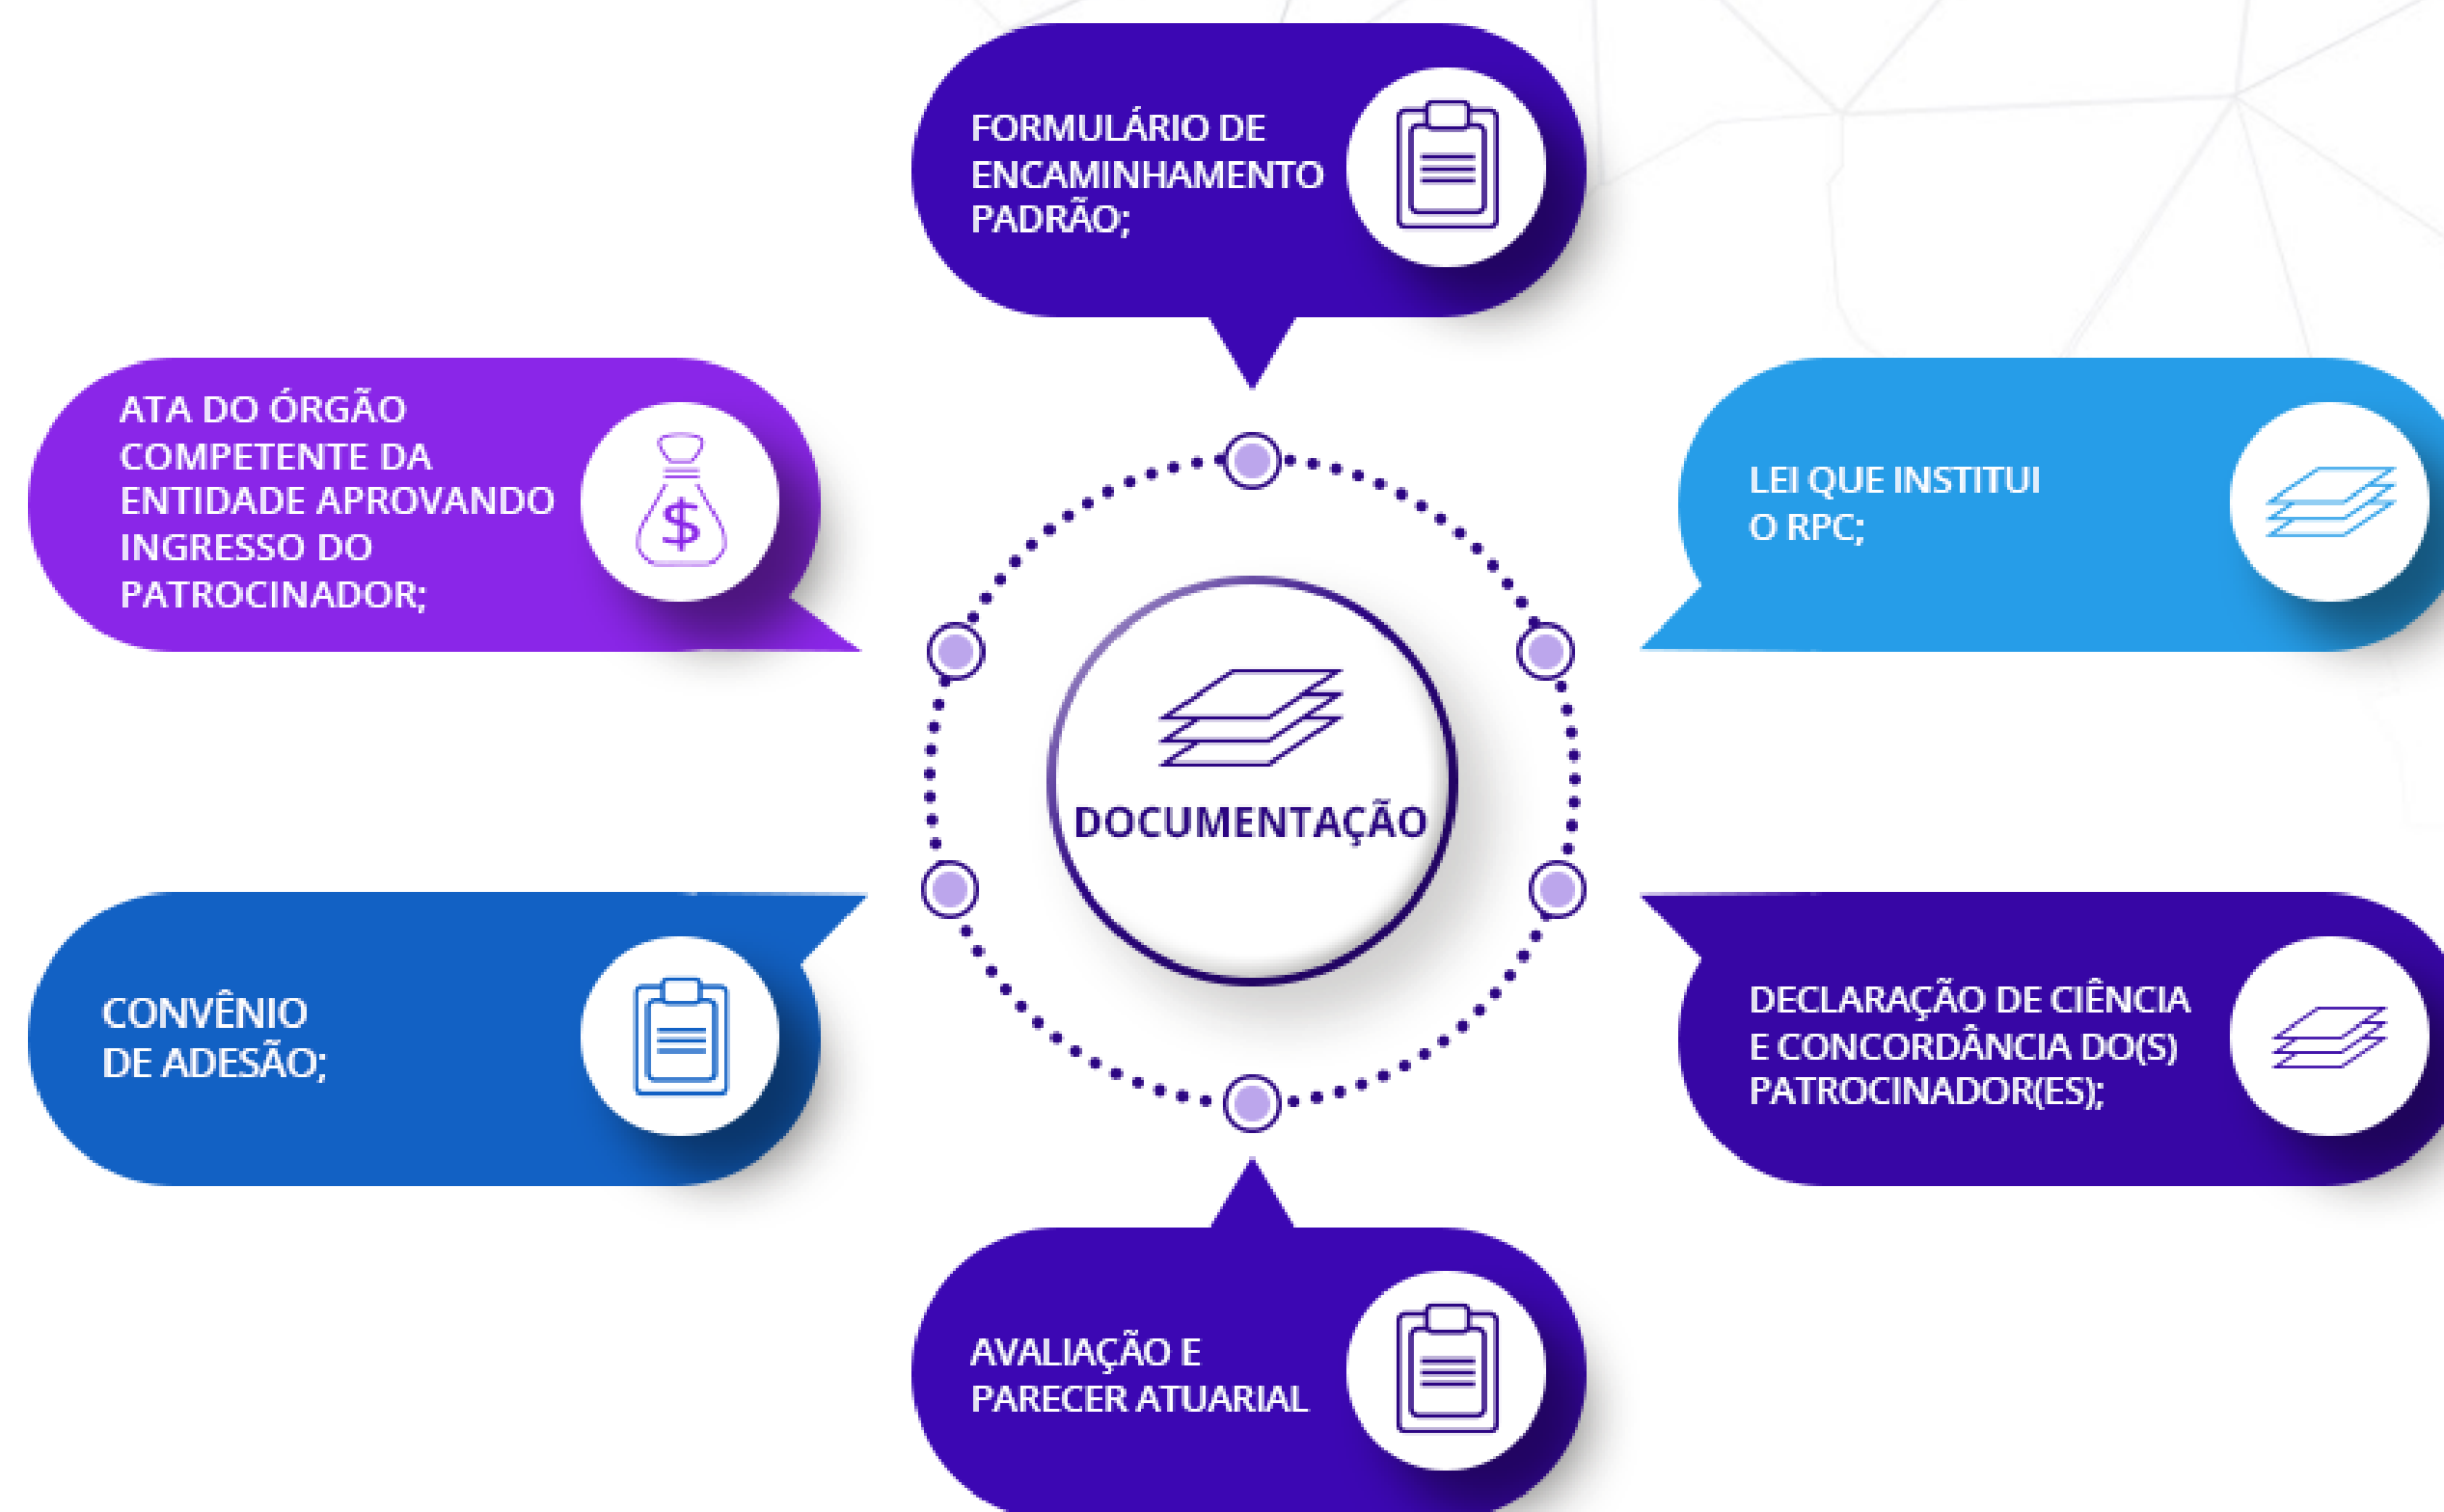 FORMULÁRIO DE
ENCAMINHAMENTO
PADRÃO;
ATA DO ÓRGÃO
COMPETENTE DA
ENTIDADE APROVANDO
INGRESSO DO
PATROCINADOR;
$
LEI QUE INSTITUI
O RPC;
DOCUMENTAÇÃO
CONVÊNIO
DE ADESÃO;
DECLARAÇÃO DE CIÊNCIA
E CONCORDÂNCIA DO(S)
PATROCINADOR(ES);
AVALIAÇÃO E
PARECER ATUARIAL